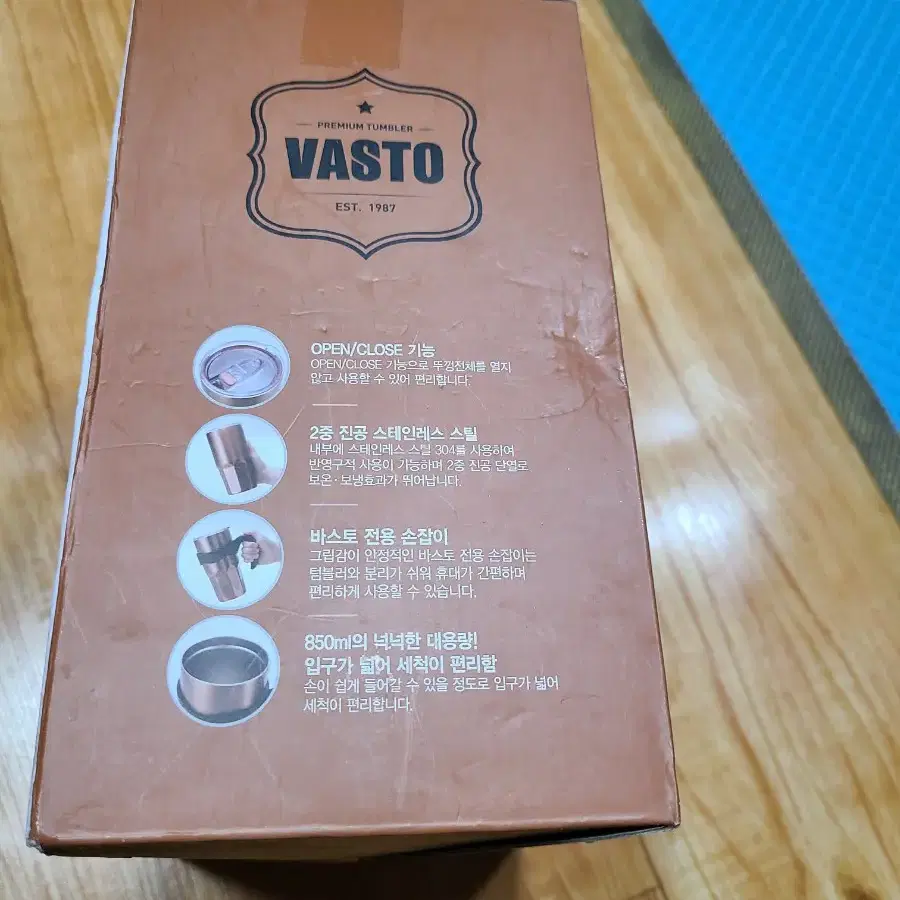 PREMIUM TUMBLER
VASTO
EST. 1987
OPEN/CLOSE 기능
OPEN/CLOSE 기능으로 뚜껑전체를 열지
않고 사용할 수 있어 편리합니다.
2중 진공 스테인레스 스틸
내부에 스테인레스 스틸 304를 사용하여
반영구적 사용이 가능하며 2중 진공 단열로
보온·보냉효과가 뛰어납니다.
바스토 전용 손잡이
그립감이 안정적인 바스토 전용 손잡이는
텀블러와 분리가 쉬워 휴대가 간편하며
편리하게 사용할 수 있습니다.
850ml의 넉넉한 대용량!
입구가 넓어 세척이 편리함
손이 쉽게 들어갈 수 있을 정도로 입구가 넓어
세척이 편리합니다.